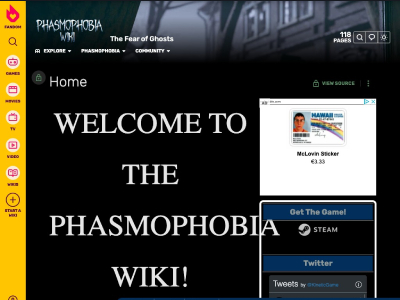 FANDOM
GAMES
MOVIES
TV
VIDEO
WIKIS
START A
WIKI
PHASMOPHOBIA
WIKI
The Fear of Ghosts
118
PAGES
EXPLORE
PHASMOPHOBIA
COMMUNITY
Home
VIEW SOURCE
WELCOME TO
THE
PHASMOPHOBIA
WIKI!
HAWAII
McLovin Sticker
€3.33
Get The Game!
STEAM
Twitter
Tweets by